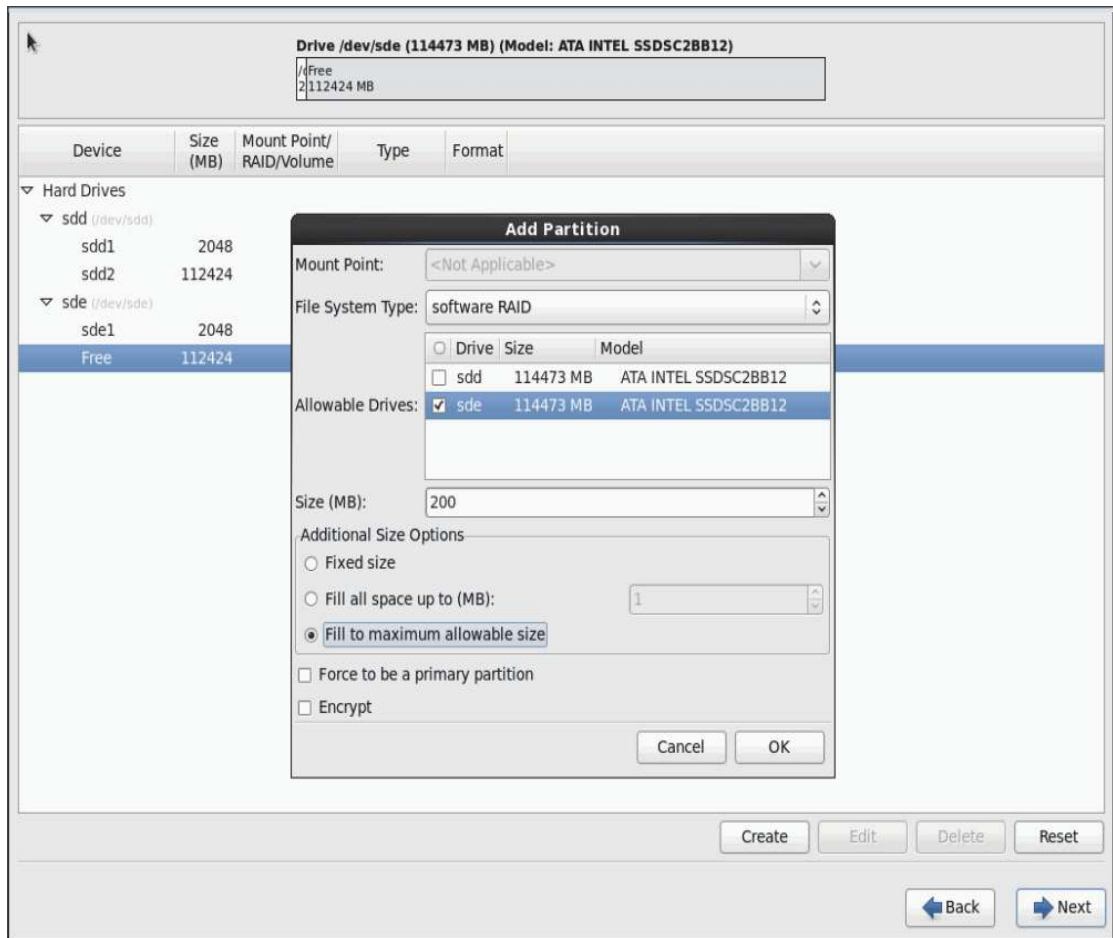 Drive /dev/sde (114473 MB) (Model: ATA INTEL SSDSC2BB12)
Free
2 112424 MB
Device Size (MB) Mount Point/ RAID/Volume Type Format
Hard Drives
sdd (/dev/sdd)
sdd1 2048
sdd2 112424
sde (/dev/sde)
sde1 2048
Free 112424
Add Partition
Mount Point: <Not Applicable>
File System Type: software RAID
Allowable Drives:
Drive Size Model
sdd 114473 MB ATA INTEL SSDSC2BB12
sde 114473 MB ATA INTEL SSDSC2BB12
Size (MB): 200
Additional Size Options
Fixed size
Fill all space up to (MB): 1
Fill to maximum allowable size
Force to be a primary partition
Encrypt
Cancel OK
Create Edit Delete Reset
Back Next